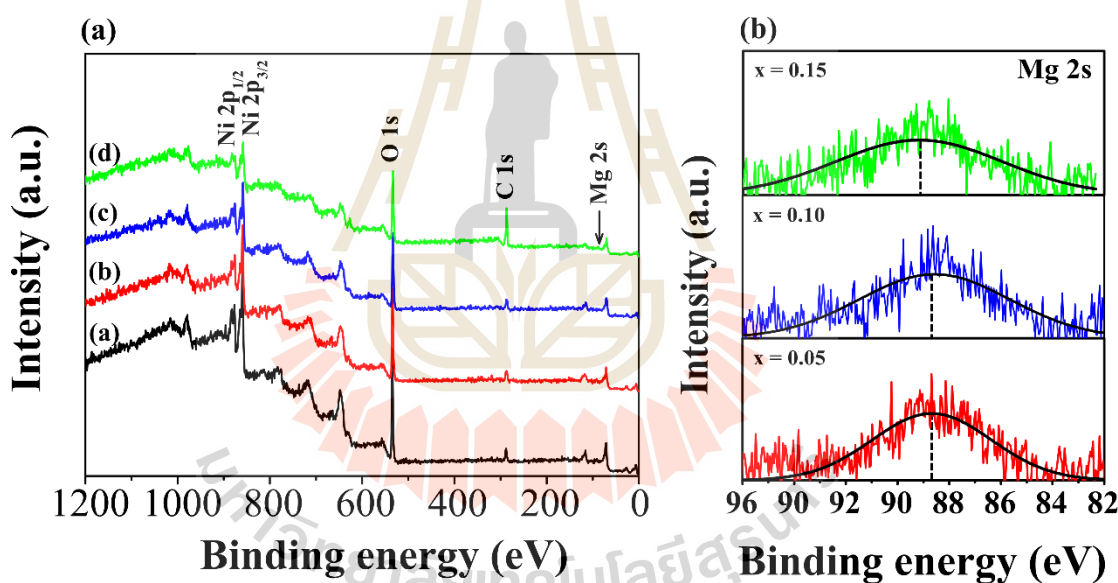 (a)
Intensity (a.u.)
Ni 2p1/2
Ni 2p3/2
O 1s
C 1s
Mg 2s
(d)
(c)
(b)
(a)
1200 1000 800 600 400 200 0
Binding energy (eV)
(b)
Intensity (a.u.)
x = 0.15
Mg 2s
x = 0.10
x = 0.05
96 94 92 90 88 86 84 82
Binding energy (eV)